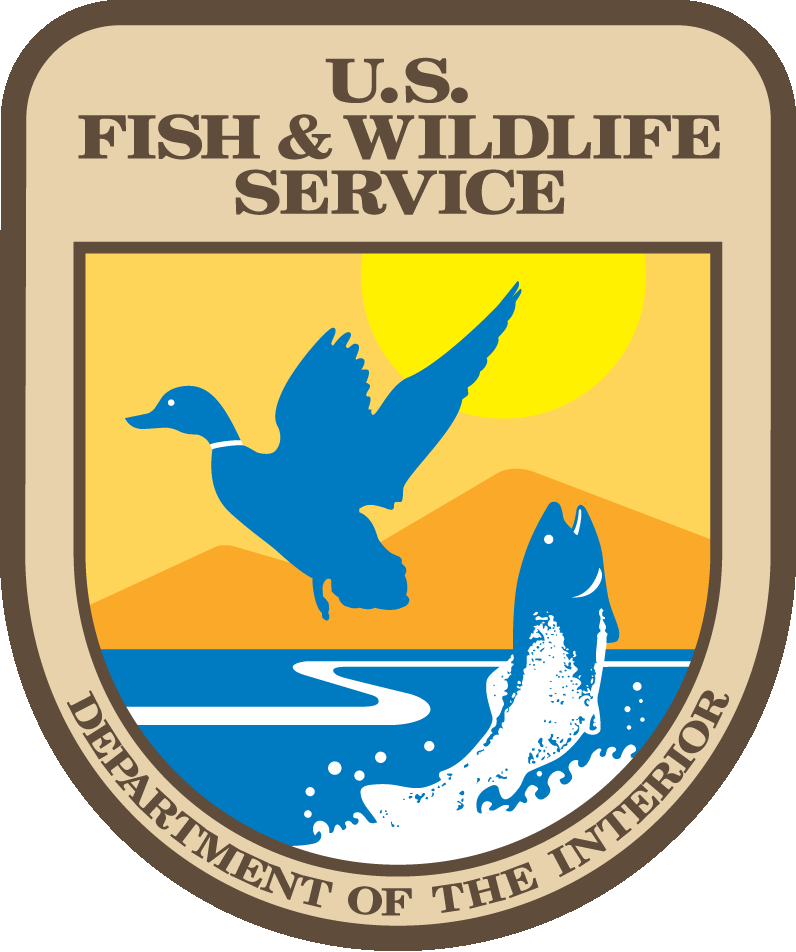 U.S.
FISH & WILDLIFE
SERVICE
DEPARTMENT OF THE INTERIOR